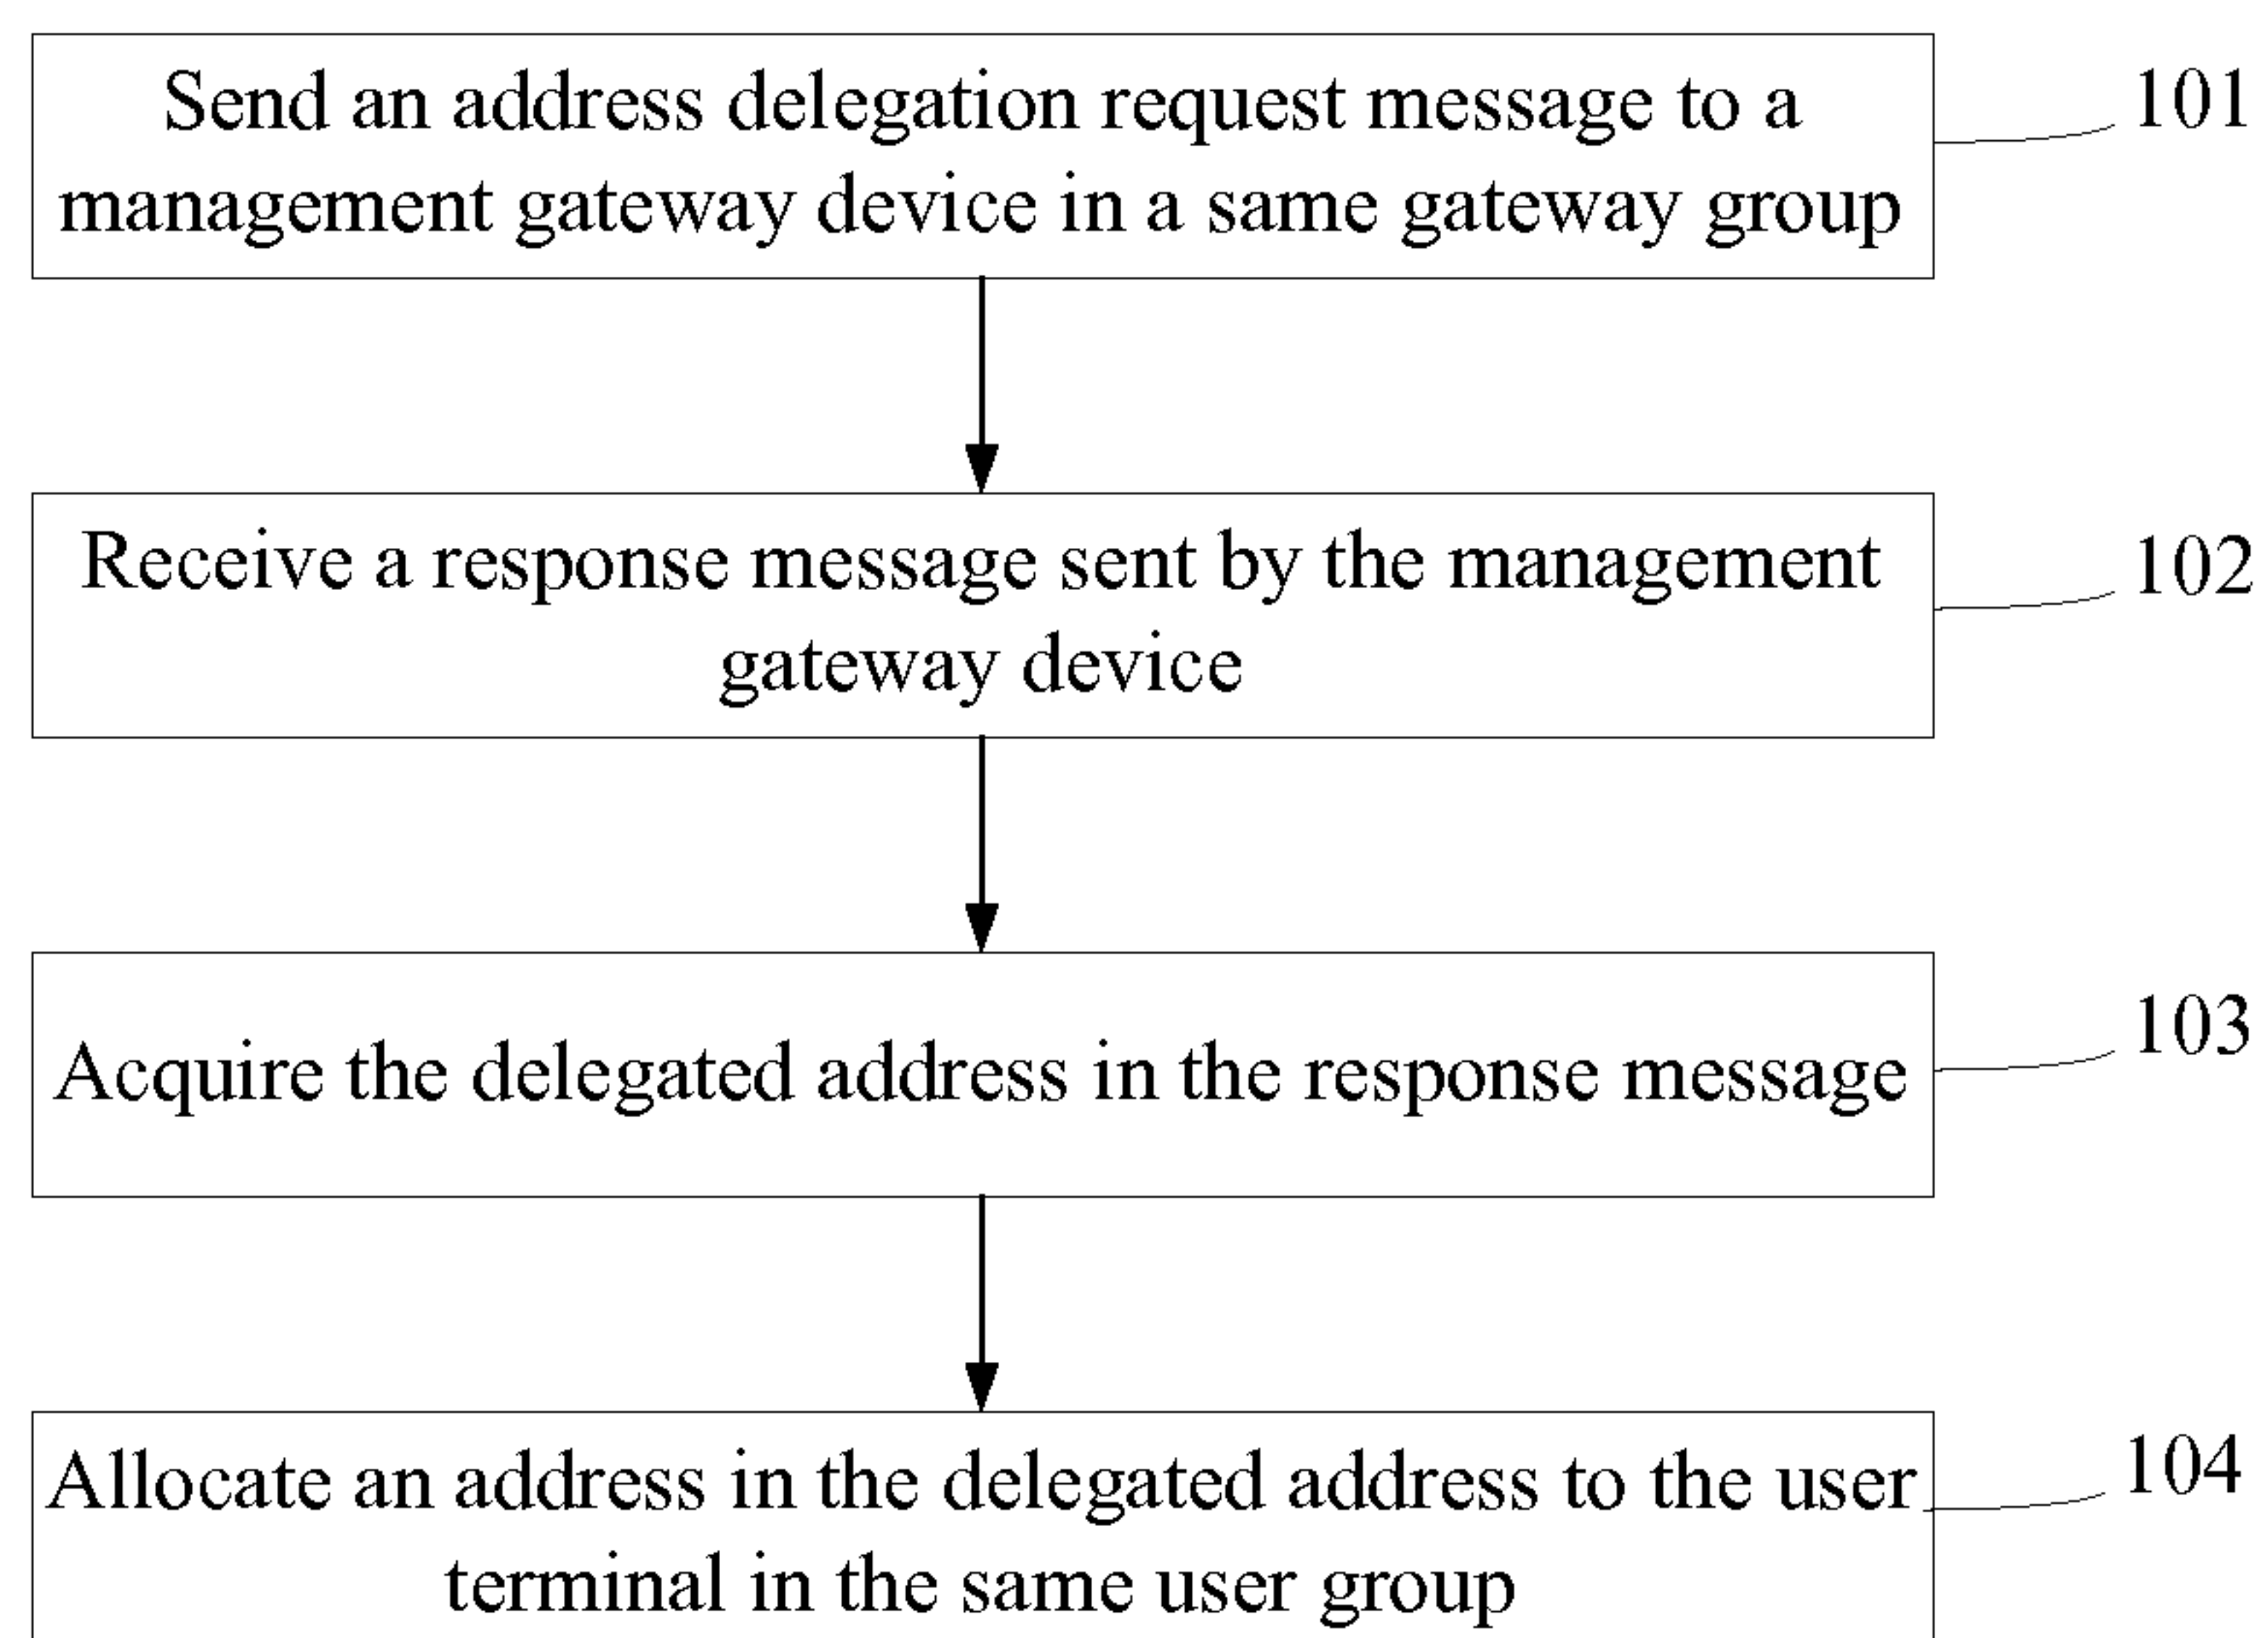 Send an address delegation request message to a
management gateway device in a same gateway group
101
Receive a response message sent by the management
gateway device
102
Acquire the delegated address in the response message
103
Allocate an address in the delegated address to the user
terminal in the same user group
104